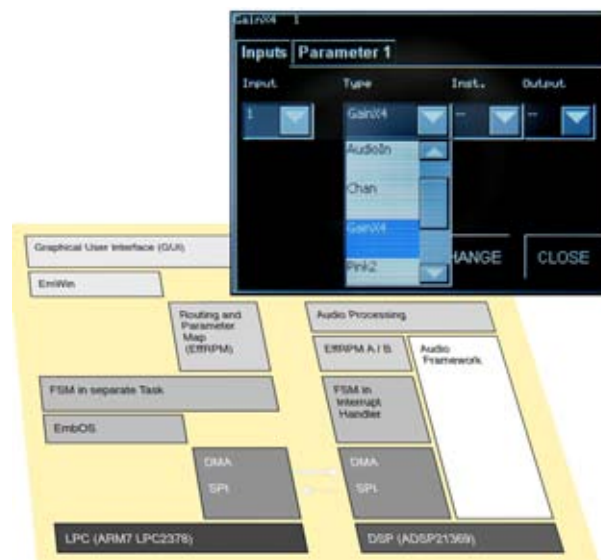 GainX4 1
Inputs Parameter 1
Input Type Inst. Output
1 GainX4 -- --
AudioIn
Chan
GainX4
Pink2
HANGE CLOSE
Graphical User Interface (GUI)
EmWin
Routing and
Parameter
Map
(EffRPM)
Audio Processing
EffRPM A / B
Audio
Framework
FSM in separate Task
FSM in
Interrupt
Handler
EmbOS
DMA
SPI
DMA
SPI
LPC (ARM7 LPC2378)
DSP (ADSP21369)